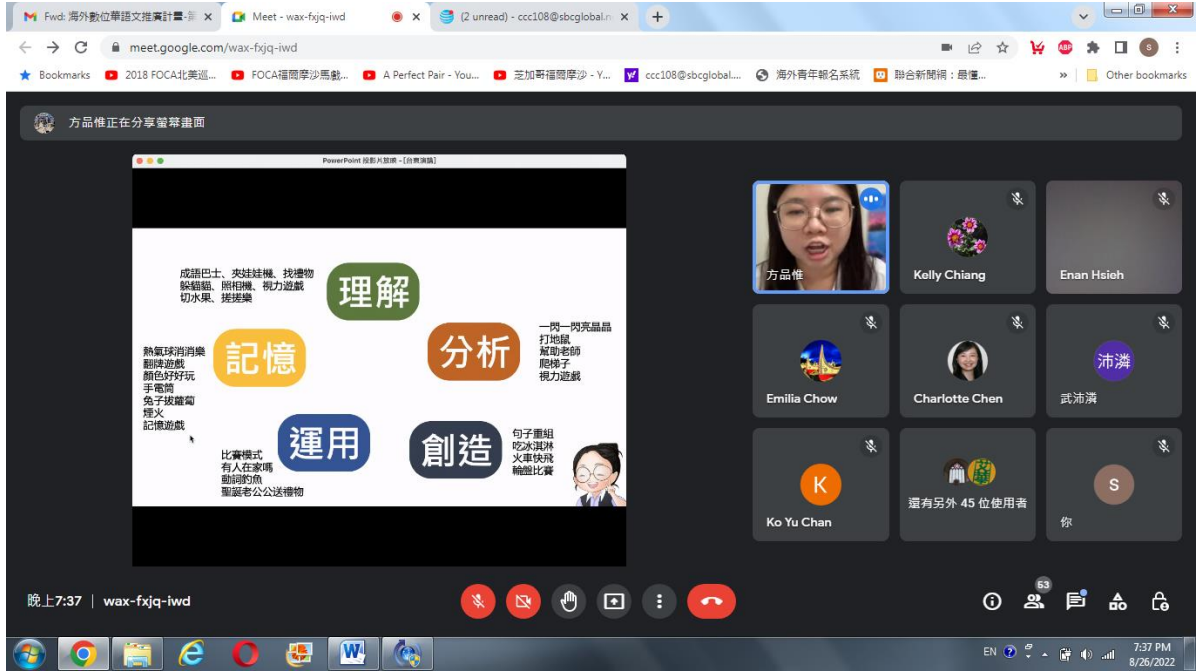 Fwd: 海外數位華語文推廣計畫-
Meet - wax-fxjq-iwd
(2 unread) - ccc108@sbcglobal.n
meet.google.com/wax-fxjq-iwd
Bookmarks
2018 FOCA北美巡...
FOCA福爾摩沙馬戲...
A Perfect Pair - You...
芝加哥福爾摩沙 - Y...
ccc108@sbcglobal....
海外青年報名系統
聯合新聞網：最懂...
Other bookmarks
方品惟正在分享螢幕畫面
PowerPoint 投影片放映 - [台
成語巴士、夾娃娃機、找禮物
躲貓貓、照相機、視力遊戲
切水果、搓搓樂
理解
一閃一閃亮晶晶
打地鼠
幫助老師
爬梯子
視力遊戲
分析
熱氣球消消樂
翻牌遊戲
顏色好好玩
手電筒
兔子拔蘿蔔
煙火
記憶遊戲
記憶
比賽模式
有人在家嗎
動詞釣魚
聖誕老公公送禮物
運用
創造
句子重組
吃冰淇淋
火車快飛
輪盤比賽
方品惟
Kelly Chiang
Enan Hsieh
Emilia Chow
Charlotte Chen
沛潾
武沛潾
K
Ko Yu Chan
還有另外 45 位使用者
S
你
晚上7:37 | wax-fxjq-iwd
53
EN
7:37 PM
8/26/2022